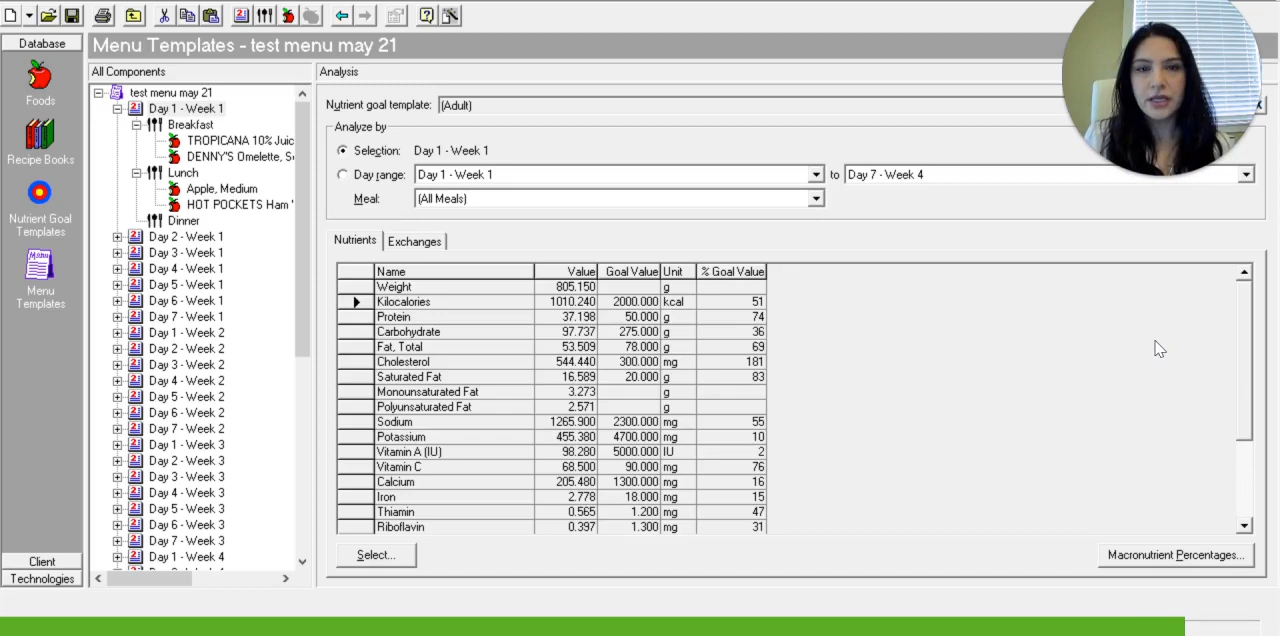 Database
Menu Templates - test menu may 21
All Components
Analysis
Foods
Recipe Books
Nutrient Goal
Templates
Menu
Menu
Templates
Client
Technologies
test menu may 21
Day 1 - Week 1
Breakfast
TROPICANA 10% Juic
DENNY'S Omelette, S
Lunch
Apple, Medium
HOT POCKETS Ham '
Dinner
Day 2 - Week 1
Day 3 - Week 1
Day 4 - Week 1
Day 5 - Week 1
Day 6 - Week 1
Day 7 - Week 1
Day 1 - Week 2
Day 2 - Week 2
Day 3 - Week 2
Day 4 - Week 2
Day 5 - Week 2
Day 6 - Week 2
Day 7 - Week 2
Day 1 - Week 3
Day 2 - Week 3
Day 3 - Week 3
Day 4 - Week 3
Day 5 - Week 3
Day 6 - Week 3
Day 7 - Week 3
Day 1 - Week 4
Nutrient goal template: (Adult)
Analyze by
Selection: Day 1 - Week 1
Day range: Day 1 - Week 1 to Day 7 - Week 4
Meal: (All Meals)
Nutrients Exchanges
Name Value Goal Value Unit % Goal Value
Weight 805.150 g
Kilocalories 1010.240 2000.000 kcal 51
Protein 37.198 50.000 g 74
Carbohydrate 97.737 275.000 g 36
Fat, Total 53.509 78.000 g 69
Cholesterol 544.440 300.000 mg 181
Saturated Fat 16.589 20.000 g 83
Monounsaturated Fat 3.273 g
Polyunsaturated Fat 2.571 g
Sodium 1265.900 2300.000 mg 55
Potassium 455.380 4700.000 mg 10
Vitamin A (IU) 98.280 5000.000 IU 2
Vitamin C 68.500 90.000 mg 76
Calcium 205.480 1300.000 mg 16
Iron 2.778 18.000 mg 15
Thiamin 0.565 1.200 mg 47
Riboflavin 0.397 1.300 mg 31
Select... Macronutrient Percentages...